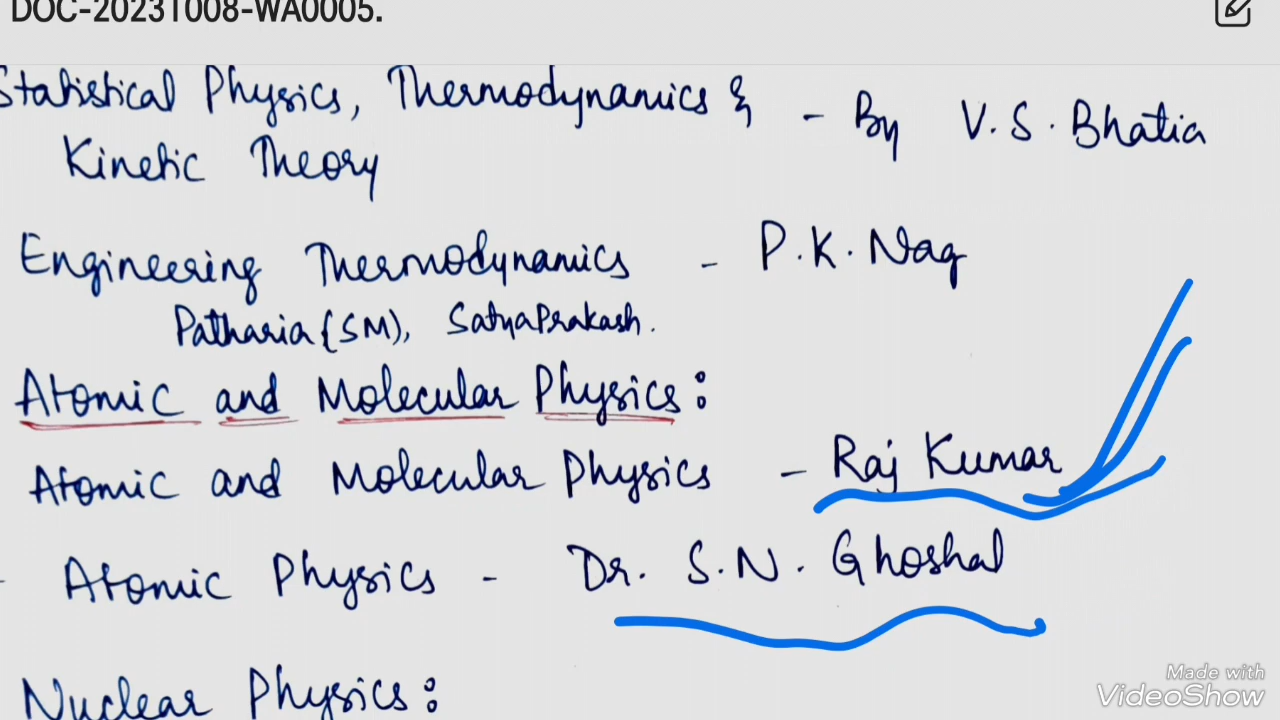 DOC-20231008-WA0005.
Statistical Physics, Thermodynamics & - By V.S. Bhatia
Kinetic Theory
Engineering Thermodynamics - P.K. Nag
Patharia (SM), SatyaPrakash.
Atomic and Molecular Physics:
Atomic and Molecular Physics - Raj Kumar
- Atomic Physics - Dr. S.N. Ghoshal
Nuclear Physics:
Made with
VideoShow